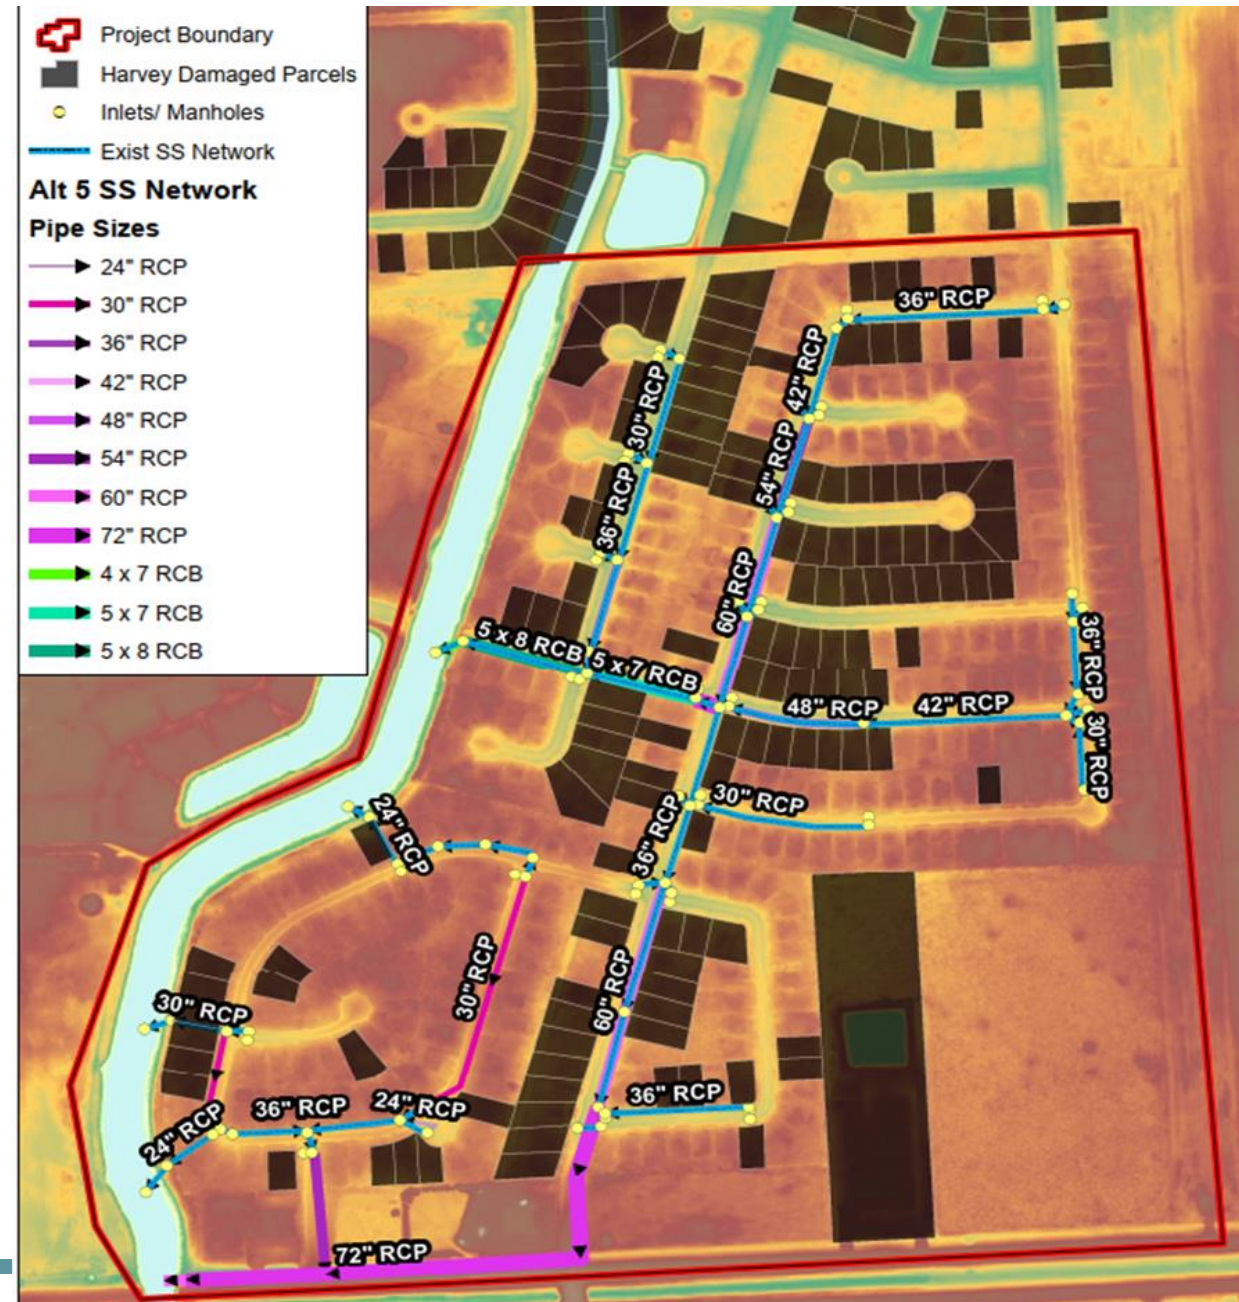 Project Boundary
Harvey Damaged Parcels
Inlets/ Manholes
Exist SS Network
Alt 5 SS Network
Pipe Sizes
24" RCP
30" RCP
36" RCP
42" RCP
48" RCP
54" RCP
60" RCP
72" RCP
4 x 7 RCB
5 x 7 RCB
5 x 8 RCB
36" RCP
42" RCP
30" RCP
54" RCP
36" RCP
60" RCP
5 x 8 RCB
5 x 7 RCB
36" RCP
48" RCP
42" RCP
30" RCP
30" RCP
24" RCP
36" RCP
30" RCP
60" RCP
30" RCP
36" RCP
24" RCP
36" RCP
24" RCP
72" RCP